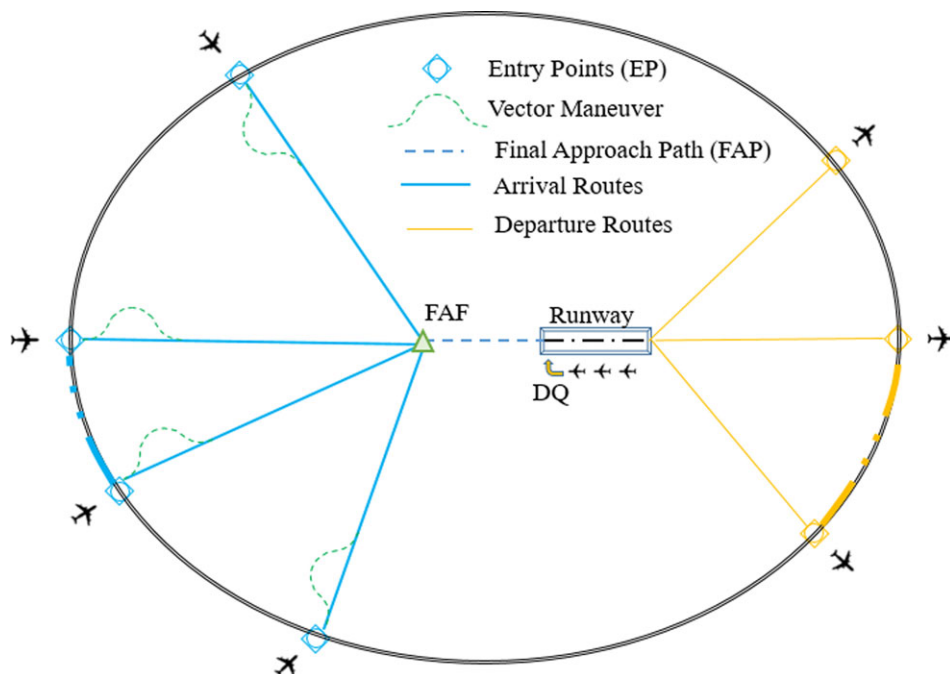 Entry Points (EP)
Vector Maneuver
Final Approach Path (FAP)
Arrival Routes
Departure Routes
FAF
Runway
DQ